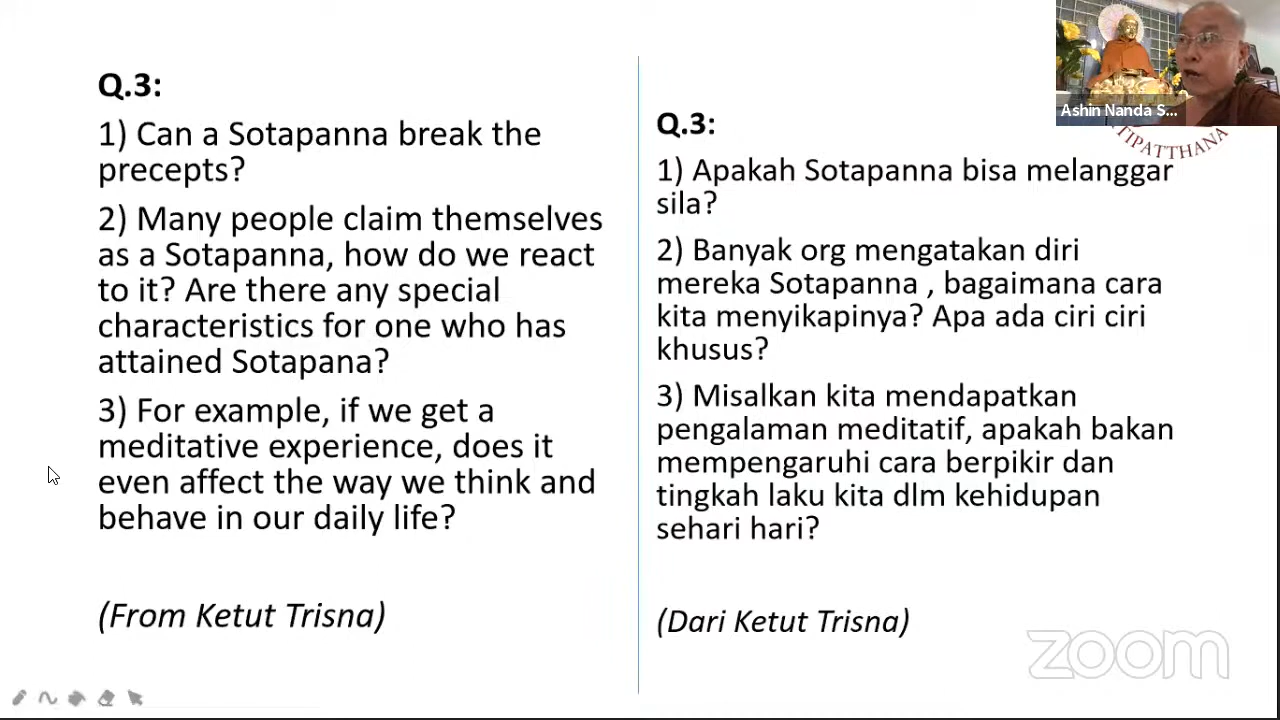 Q.3:
1) Can a Sotapanna break the
precepts?
2) Many people claim themselves
as a Sotapanna, how do we react
to it? Are there any special
characteristics for one who has
attained Sotapana?
3) For example, if we get a
meditative experience, does it
even affect the way we think and
behave in our daily life?
(From Ketut Trisna)
Q.3:
1) Apakah Sotapanna bisa melanggar
sila?
2) Banyak org mengatakan diri
mereka Sotapanna , bagaimana cara
kita menyikapinya? Apa ada ciri ciri
khusus?
3) Misalkan kita mendapatkan
pengalaman meditatif, apakah bakan
mempengaruhi cara berpikir dan
tingkah laku kita dlm kehidupan
sehari hari?
(Dari Ketut Trisna)
Ashin Nanda S...
TIPATTHANA
zoom